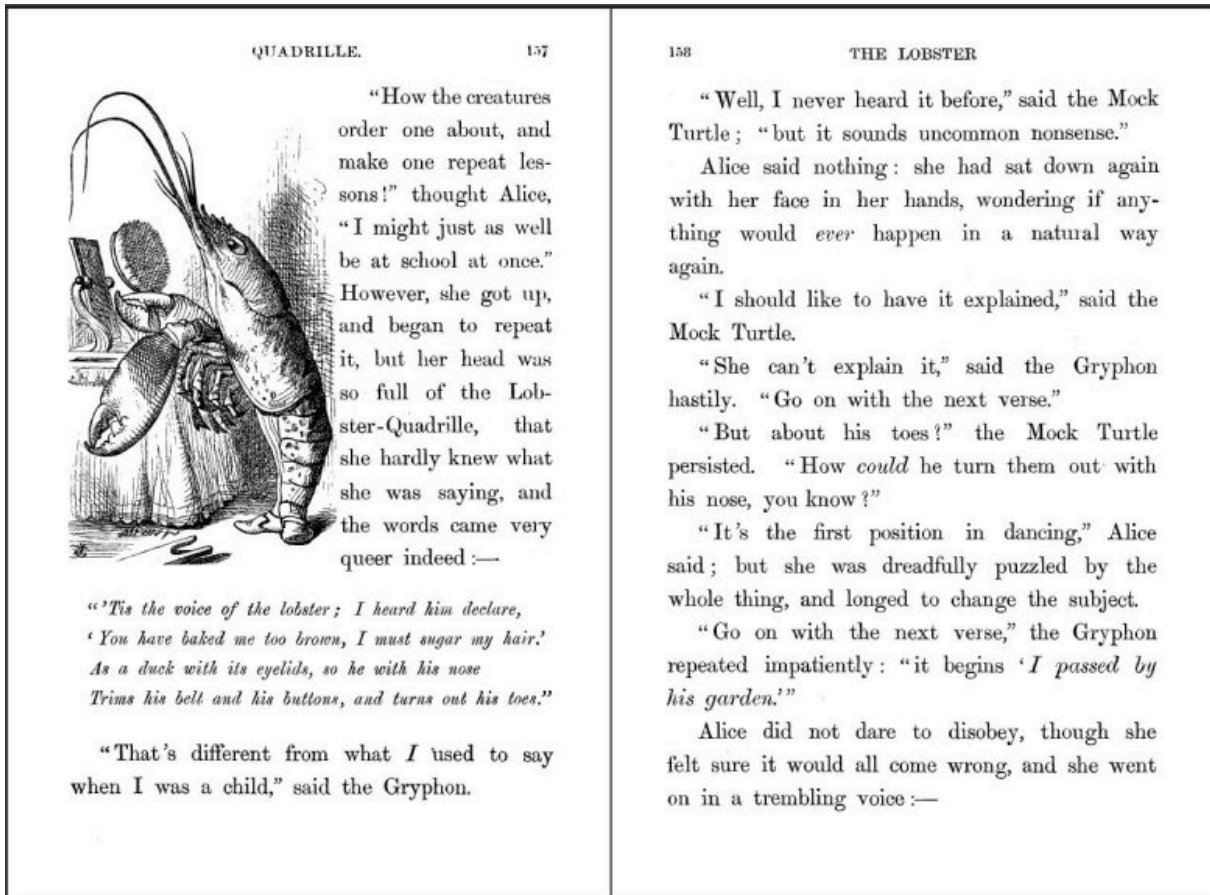 QUADRILLE. 157
“How the creatures
order one about, and
make one repeat les-
sons!” thought Alice,
“I might just as well
be at school at once.”
However, she got up,
and began to repeat
it, but her head was
so full of the Lob-
ster-Quadrille, that
she hardly knew what
she was saying, and
the words came very
queer indeed :—
“’Tis the voice of the lobster; I heard him declare,
‘You have baked me too brown, I must sugar my hair.’
As a duck with its eyelids, so he with his nose
Trims his belt and his buttons, and turns out his toes.”
“That’s different from what I used to say
when I was a child,” said the Gryphon.
158 THE LOBSTER
“Well, I never heard it before,” said the Mock
Turtle; “but it sounds uncommon nonsense.”
Alice said nothing: she had sat down again
with her face in her hands, wondering if any-
thing would ever happen in a natural way
again.
“I should like to have it explained,” said the
Mock Turtle.
“She can’t explain it,” said the Gryphon
hastily. “Go on with the next verse.”
“But about his toes?” the Mock Turtle
persisted. “How could he turn them out with
his nose, you know?”
“It’s the first position in dancing,” Alice
said; but she was dreadfully puzzled by the
whole thing, and longed to change the subject.
“Go on with the next verse,” the Gryphon
repeated impatiently: “it begins ‘I passed by
his garden.’”
Alice did not dare to disobey, though she
felt sure it would all come wrong, and she went
on in a trembling voice :—